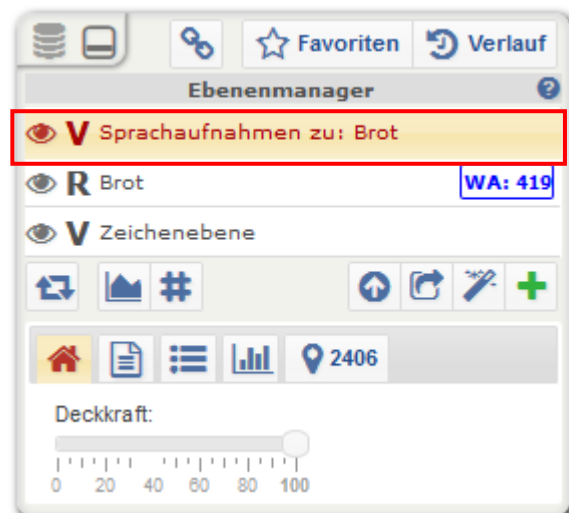 Favoriten Verlauf
Ebenenmanager ?
V Sprachaufnahmen zu: Brot
R Brot WA: 419
V Zeichenebene
2406
Deckkraft:
0 20 40 60 80 100